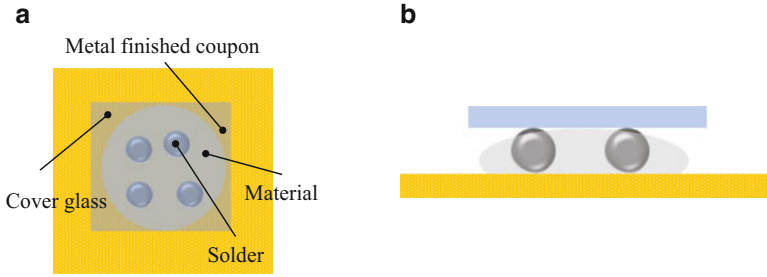 a
b
Metal finished coupon
Cover glass
Material
Solder